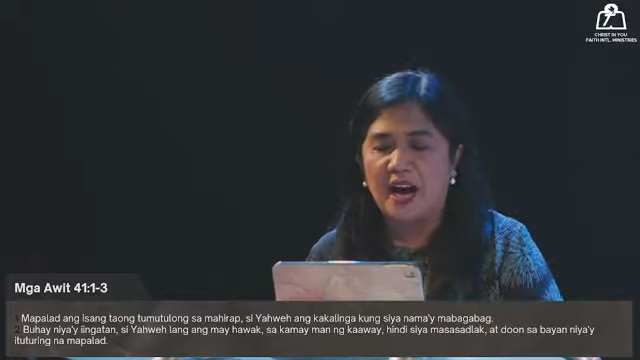 CHRIST IN YOU
FAITH INTL. MINISTRIES
Mga Awit 41:1-3
1 Mapalad ang isang taong tumutulong sa mahirap, si Yahweh ang kakalinga kung siya nama'y mabagabag.
2 Buhay niya'y iingatan, si Yahweh lang ang may hawak, sa kamay man ng kaaway, hindi siya masasadlak, at doon sa bayan niya'y
ituturing na mapalad.